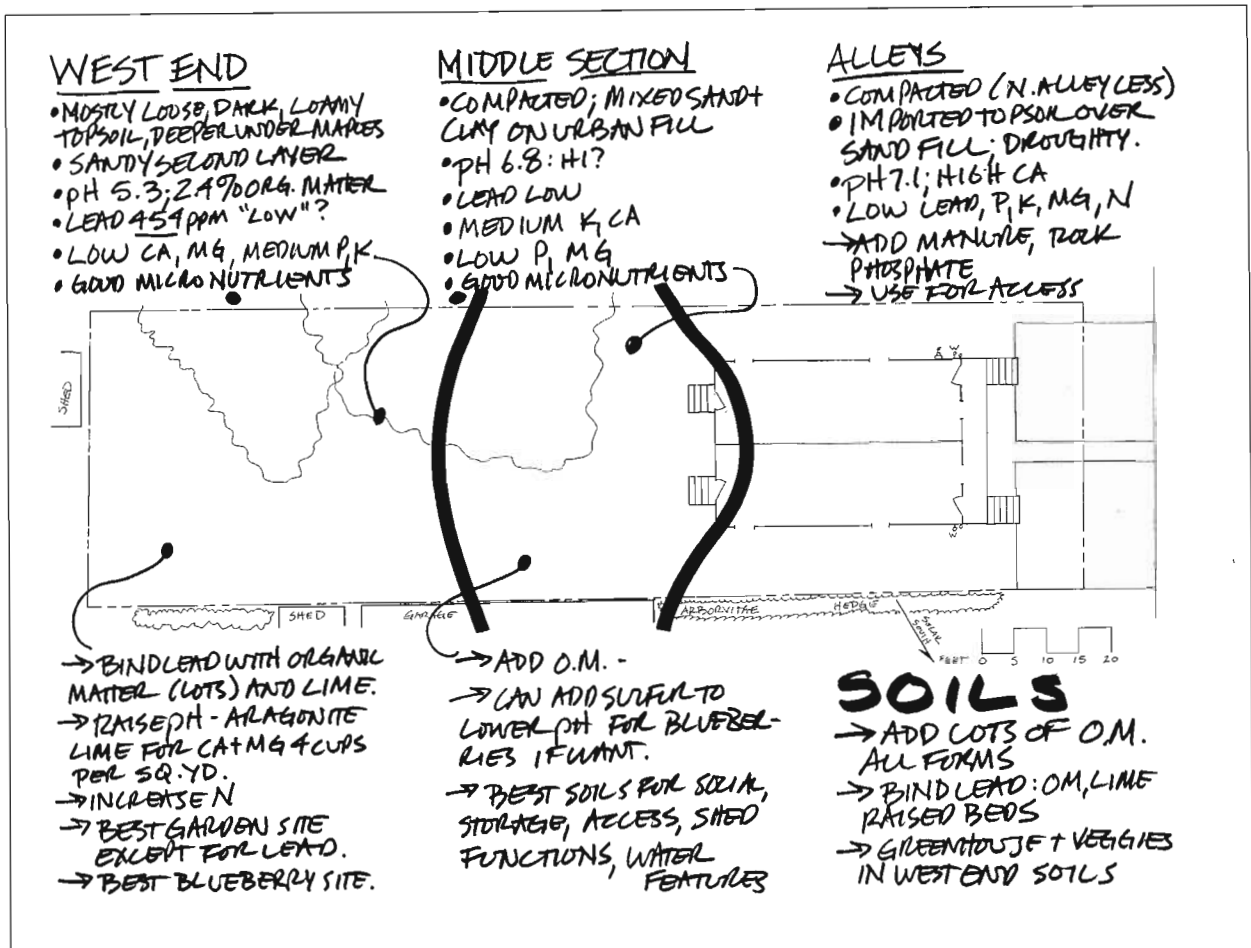 WEST END
• MOSTLY LOOSE, DARK, LOAMY
TOPSOIL, DEEPER UNDER MAPLES
• SANDY SECOND LAYER
• pH 5.3; 2.4% ORG. MATTER
• LEAD 454 ppm "LOW"?
• LOW CA, MG, MEDIUM P, K
• GOOD MICRONUTRIENTS
MIDDLE SECTION
• COMPACTED; MIXED SAND +
CLAY ON URBAN FILL
• pH 6.8: HI?
• LEAD LOW
• MEDIUM K, CA
• LOW P, MG
• GOOD MICRONUTRIENTS
ALLEYS
• COMPACTED (N. ALLEY LESS)
• IMPORTED TOPSOIL OVER
SAND FILL; DROUGHTY.
• pH 7.1; HIGH CA
• LOW LEAD, P, K, MG, N
→ ADD MANURE, ROCK
PHOSPHATE
→ USE FOR ACCESS
SHED
W
W
SHED
GARAGE
ARBORVITAE HEDGE
SOLAR
SOUTH
FEET 0 5 10 15 20
→ BIND LEAD WITH ORGANIC
MATTER (LOTS) AND LIME.
→ RAISE pH - ARAGONITE
LIME FOR CA + MG 4 CUPS
PER SQ. YD.
→ INCREASE N
→ BEST GARDEN SITE
EXCEPT FOR LEAD.
→ BEST BLUEBERRY SITE.
→ ADD O.M. -
→ CAN ADD SULFUR TO
LOWER pH FOR BLUEBER-
RIES IF WANT.
→ BEST SOILS FOR SOCIAL,
STORAGE, ACCESS, SHED
FUNCTIONS, WATER
FEATURES
SOILS
→ ADD LOTS OF O.M.
ALL FORMS
→ BIND LEAD: OM, LIME
RAISED BEDS
→ GREENHOUSE + VEGGIES
IN WEST END SOILS